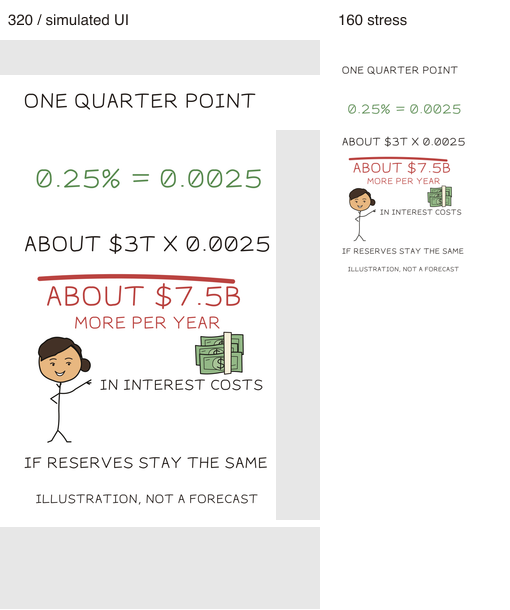 320 / simulated UI
ONE QUARTER POINT
0.25% = 0.0025
ABOUT $3T X 0.0025
ABOUT $7.5B
MORE PER YEAR
IN INTEREST COSTS
IF RESERVES STAY THE SAME
ILLUSTRATION, NOT A FORECAST
160 stress
ONE QUARTER POINT
0.25% = 0.0025
ABOUT $3T X 0.0025
ABOUT $7.5B
MORE PER YEAR
IN INTEREST COSTS
IF RESERVES STAY THE SAME
ILLUSTRATION, NOT A FORECAST